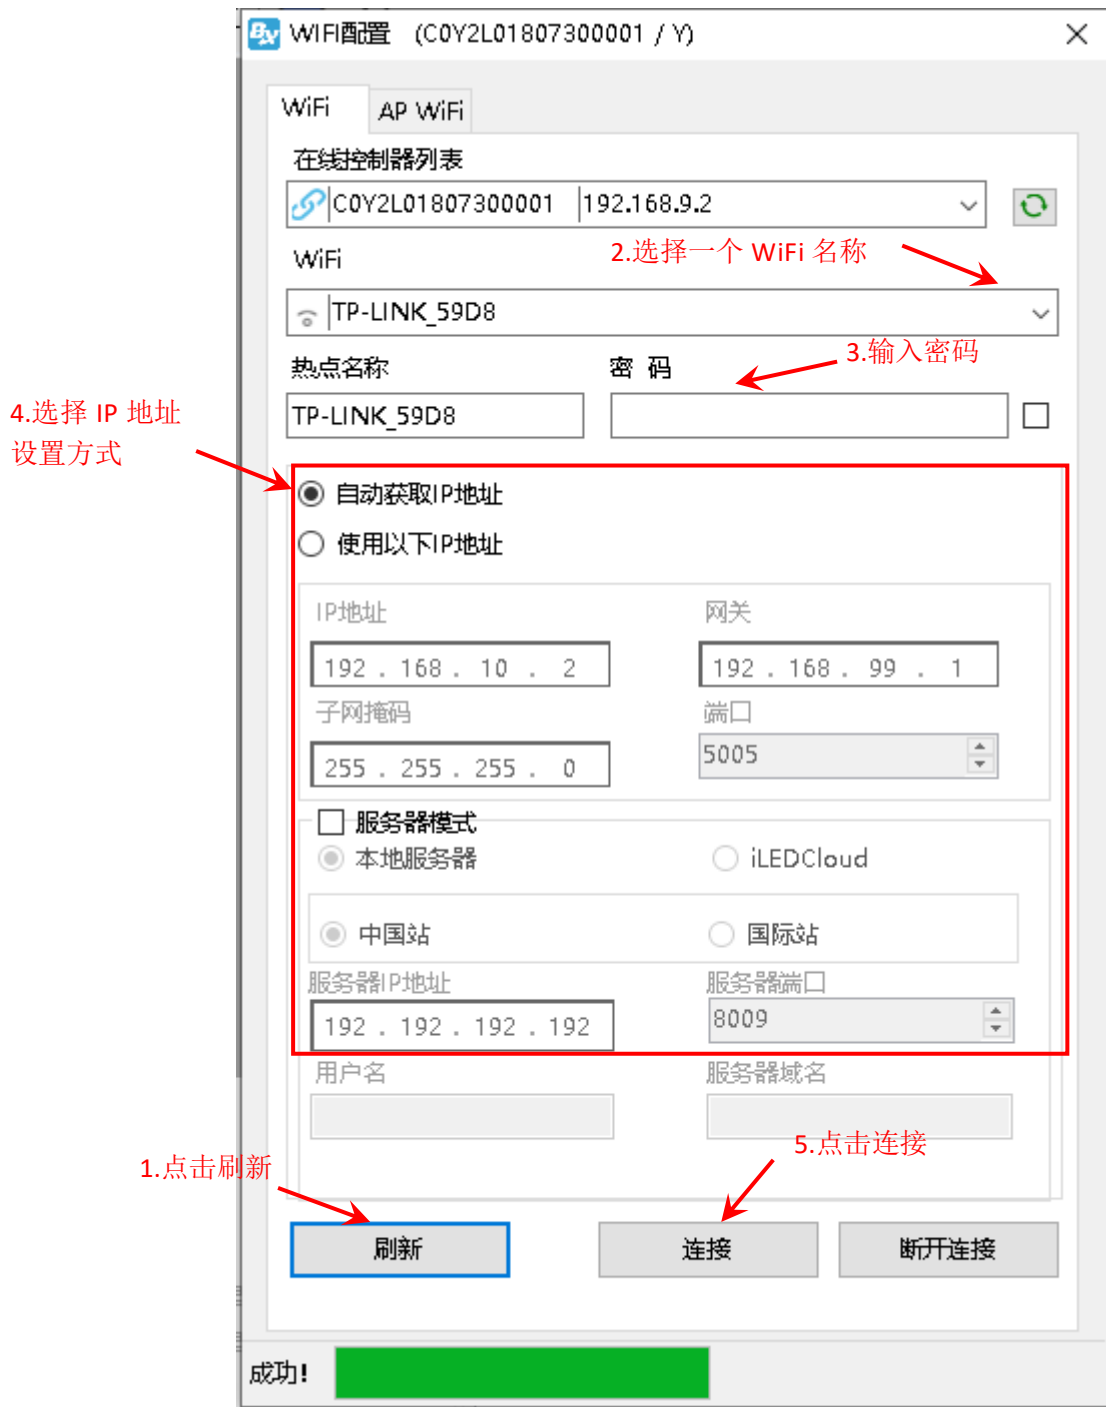 BX WIFI配置 (C0Y2L01807300001 / Y)
WiFi AP WiFi
在线控制器列表
C0Y2L01807300001 192.168.9.2
WiFi 2.选择一个 WiFi 名称
TP-LINK_59D8
3.输入密码
热点名称 密 码
TP-LINK_59D8
4.选择 IP 地址
设置方式
自动获取IP地址
使用以下IP地址
IP地址 网关
192 . 168 . 10 . 2 192 . 168 . 99 . 1
子网掩码 端口
255 . 255 . 255 . 0 5005
服务器模式
本地服务器 iLEDCloud
中国站 国际站
服务器IP地址 服务器端口
192 . 192 . 192 . 192 8009
用户名 服务器域名
5.点击连接
1.点击刷新
刷新 连接 断开连接
成功!